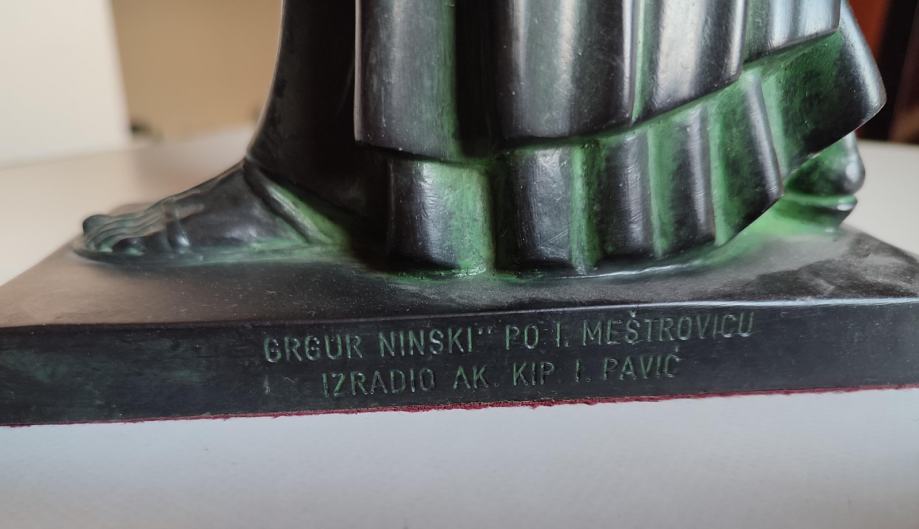 GRGUR NINSKI" PO I. MEŠTROVIĆU
IZRADIO AK. KIP. I. PAVIĆ